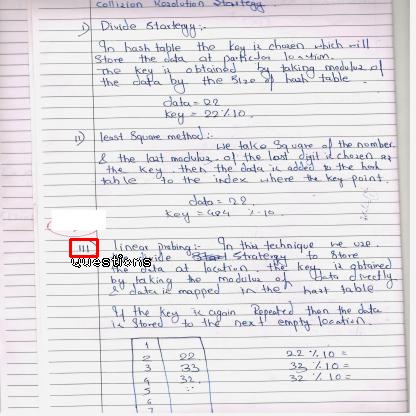 Collision Resolution Startegy
i) Divide Startegy:-
In hash table the key is chosen which will
store the data at particular location.
The key is obtained by taking modulus of
the data by the size of hash table.
data = 22
key = 22 % 10.
ii) least Square method:-
we take Square of the number
& the last modulus of the last digit is chosen as
the key. then the data is added to the hash
table to the index where the key point.
data = 22.
key = 484 % 10.
iii) linear probing:- In this technique we use
divide Startergy to store
Questions
the data at location. the key is obtained
by taking the modulus of data directly
& data is mapped in the hash table
If the key is again Repeated then the data
is stored to the next empty location.
1
2 22 22 % 10 =
3 33 33 % 10 =
4 32. 32 % 10 =
5
6
7